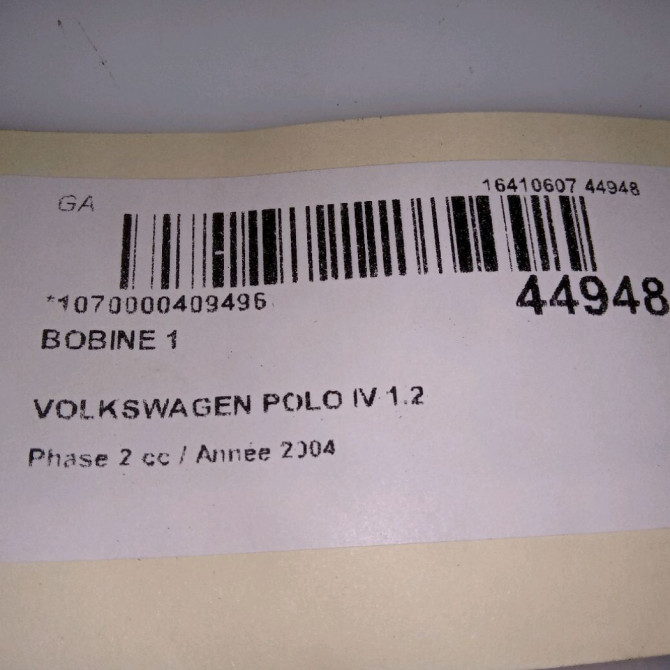 GA
16410607 44948
*1070000409496
44948
BOBINE 1
VOLKSWAGEN POLO IV 1.2
Phase 2 cc / Année 2004